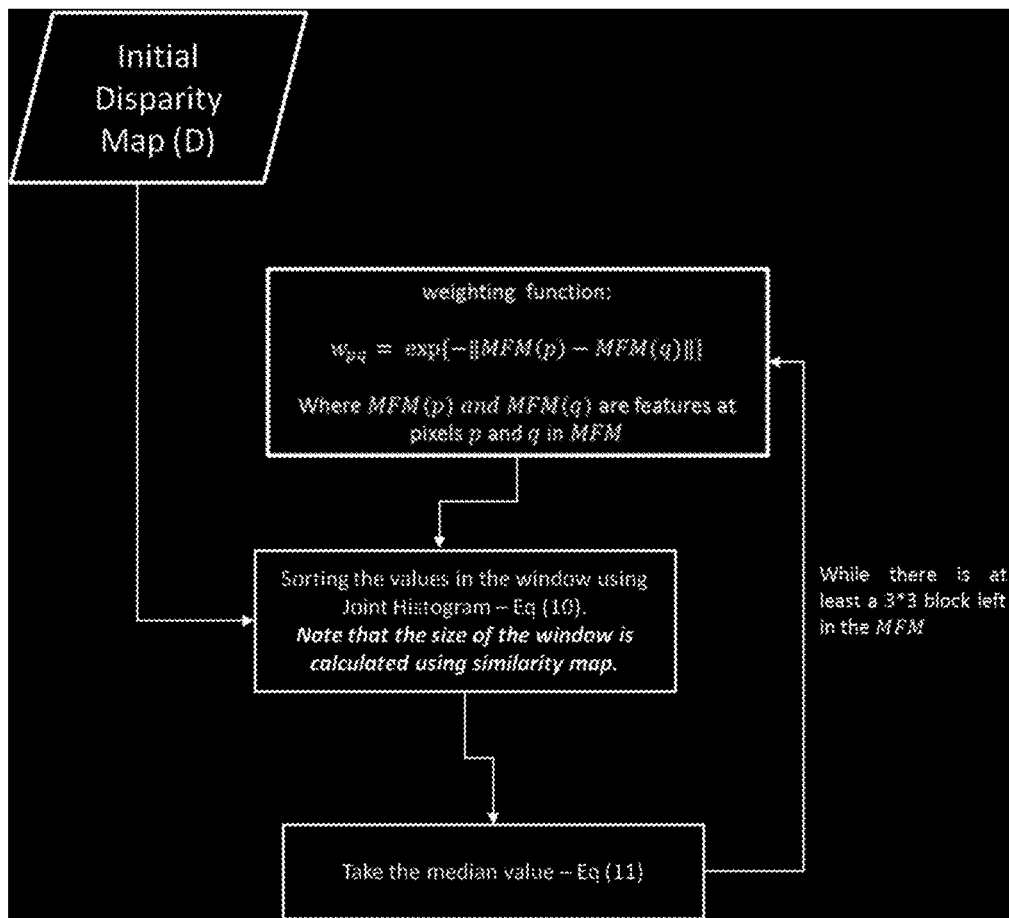 Initial
Disparity
Map (D)
weighting function:
w_{pq} = exp{-‖MFM(p) − MFM(q)‖}
Where MFM(p) and MFM(q) are features at
pixels p and q in MFM
Sorting the values in the window using
Joint Histogram – Eq (10).
Note that the size of the window is
calculated using similarity map.
While there is at
least a 3*3 block left
in the MFM
Take the median value – Eq (11)